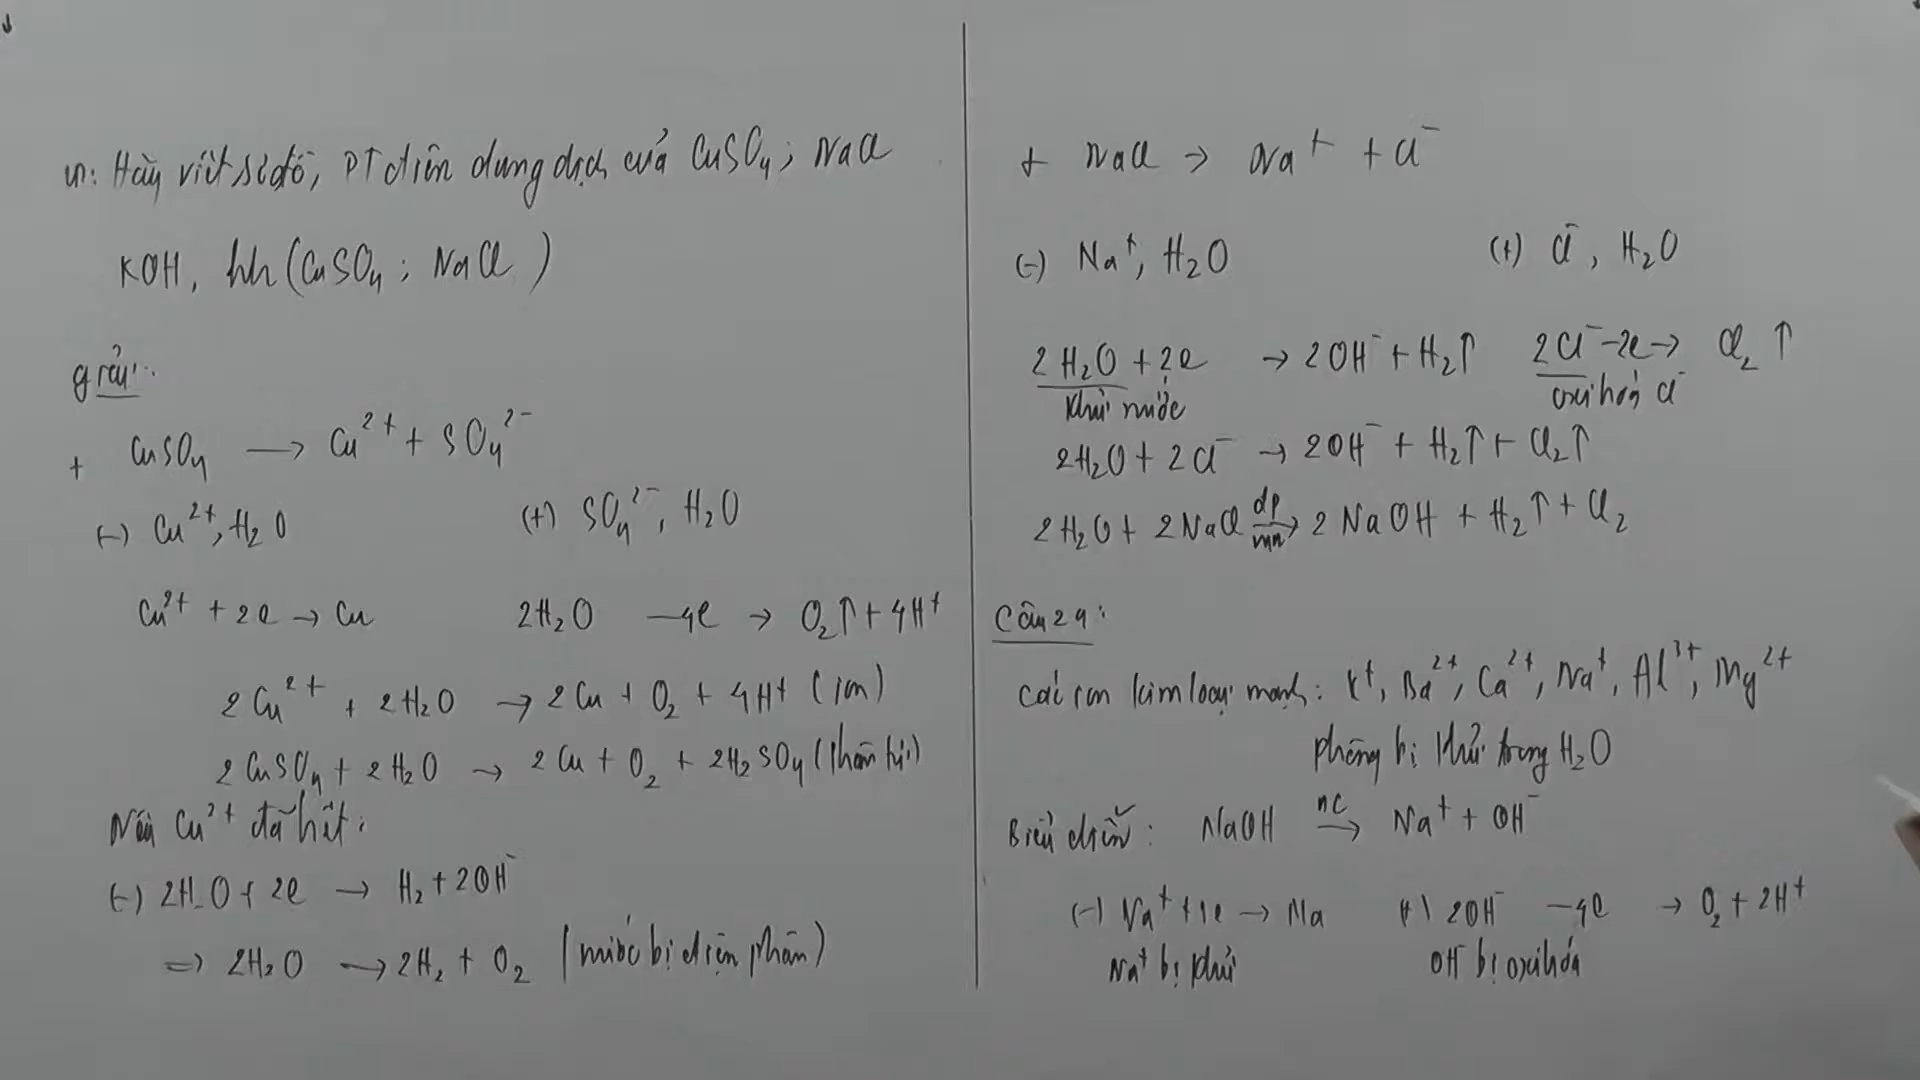 VD: Hãy viết sơ đồ, PT điện dung dịch của CuSO₄; NaCl
KOH, hh (CuSO₄; NaCl)
giải:
+ CuSO₄ → Cu²⁺ + SO₄²⁻
(-) Cu²⁺, H₂O (+) SO₄²⁻, H₂O
Cu²⁺ + 2e → Cu 2H₂O - 4e → O₂↑ + 4H⁺
2Cu²⁺ + 2H₂O → 2Cu + O₂ + 4H⁺ (ion)
2CuSO₄ + 2H₂O → 2Cu + O₂ + 2H₂SO₄ (phân tử)
Nếu Cu²⁺ đã hết:
(-) 2H₂O + 2e → H₂ + 2OH⁻
=> 2H₂O → 2H₂ + O₂ (nước bị điện phân)
+ NaCl → Na⁺ + Cl⁻
(-) Na⁺, H₂O (+) Cl⁻, H₂O
2H₂O + 2e → 2OH⁻ + H₂↑ 2Cl⁻ - 2e → Cl₂↑
khử nước oxi hoá Cl⁻
2H₂O + 2Cl⁻ → 2OH⁻ + H₂↑ + Cl₂↑
2H₂O + 2NaCl → 2NaOH + H₂↑ + Cl₂
đp
mn
Câu 29:
Các ion kim loại mạnh: K⁺, Ba²⁺, Ca²⁺, Na⁺, Al³⁺, Mg²⁺
không bị khử trong H₂O
Biểu diễn: NaOH → Na⁺ + OH⁻
nc
(-) Na⁺ + 1e → Na (+) 2OH⁻ - 4e → O₂ + 2H⁺
Na⁺ bị khử OH⁻ bị oxi hóa